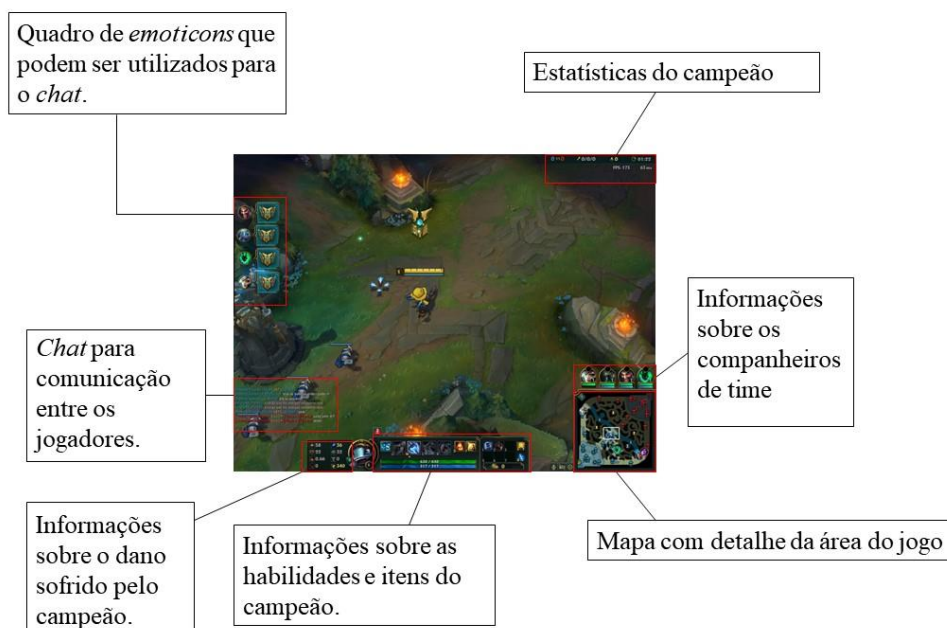 Quadro de emoticons que
podem ser utilizados para
o chat.
Estatísticas do campeão
Informações
sobre os
companheiros
de time
Chat para
comunicação
entre os
jogadores.
Informações
sobre o dano
sofrido pelo
campeão.
Informações sobre as
habilidades e itens do
campeão.
Mapa com detalhe da área do jogo